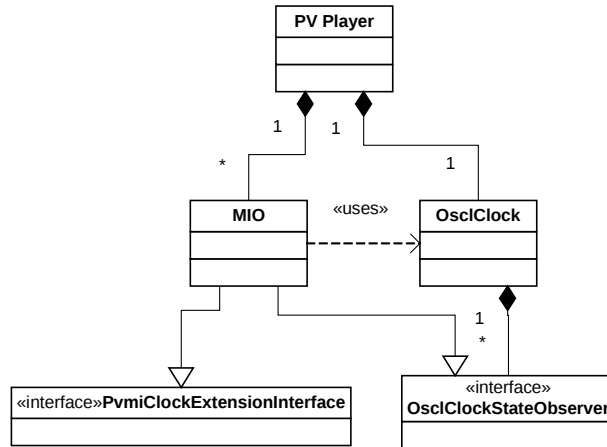 PV Player
1
1
*
1
MIO
«uses»
OsclClock
1
*
«interface»PvmiClockExtensionInterface
«interface»
OsclClockStateObserver